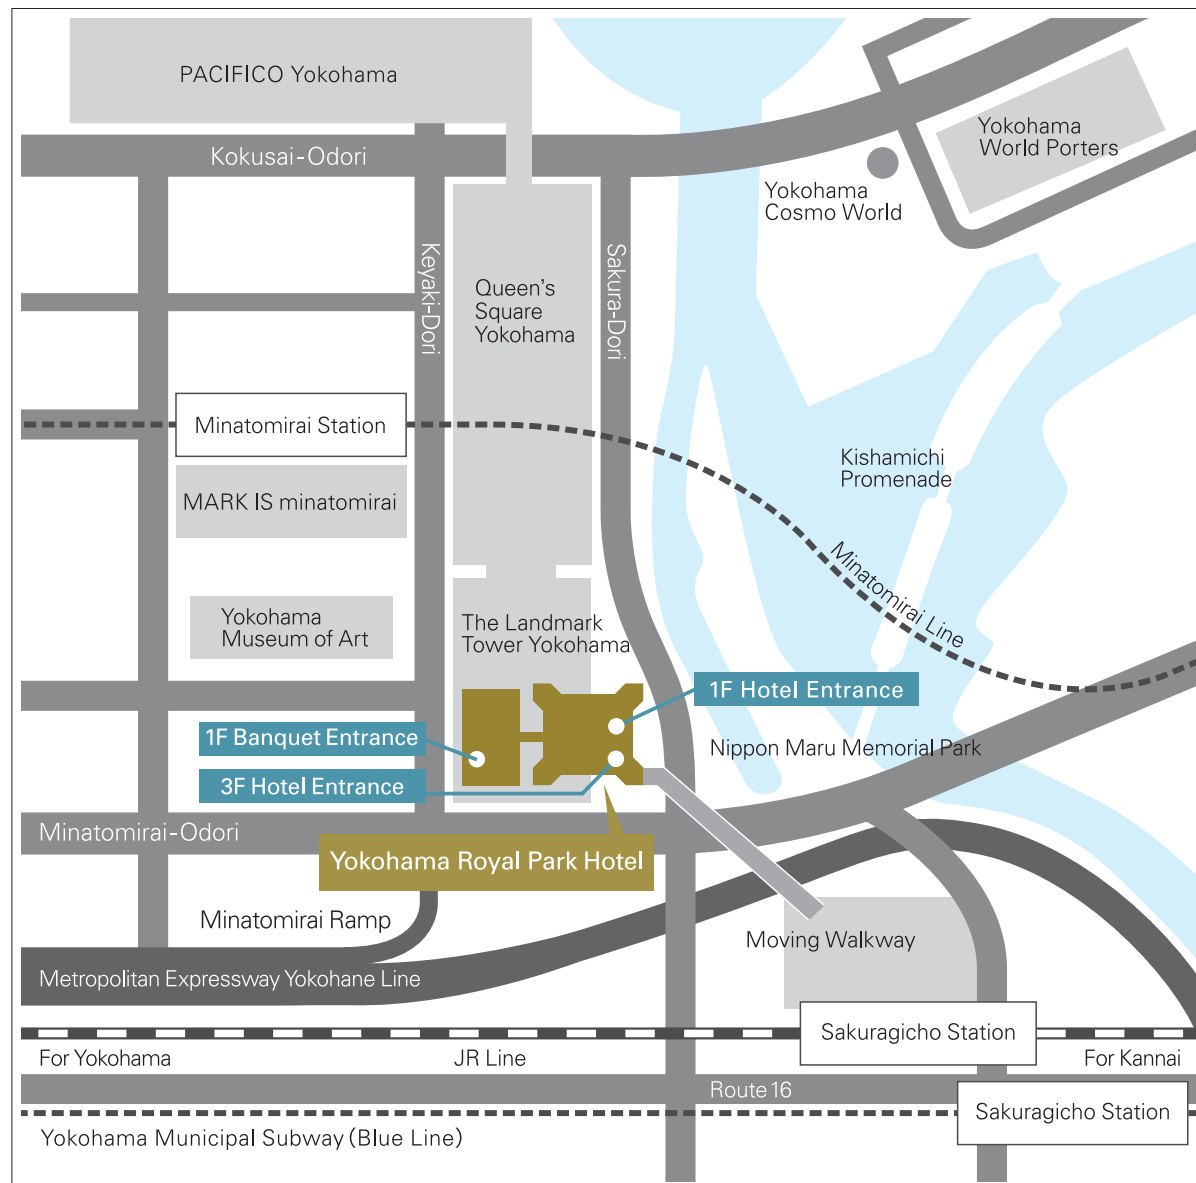 PACIFICO Yokohama
Kokusai-Odori
Yokohama
World Porters
Yokohama
Cosmo World
Keyaki-Dori
Queen's
Square
Yokohama
Sakura-Dori
Minatomirai Station
MARK IS minatomirai
Kishamichi
Promenade
Minatomirai Line
Yokohama
Museum of Art
The Landmark
Tower Yokohama
1F Hotel Entrance
1F Banquet Entrance
Nippon Maru Memorial Park
3F Hotel Entrance
Minatomirai-Odori
Yokohama Royal Park Hotel
Minatomirai Ramp
Moving Walkway
Metropolitan Expressway Yokohane Line
Sakuragicho Station
For Yokohama
JR Line
For Kannai
Route 16
Sakuragicho Station
Yokohama Municipal Subway (Blue Line)